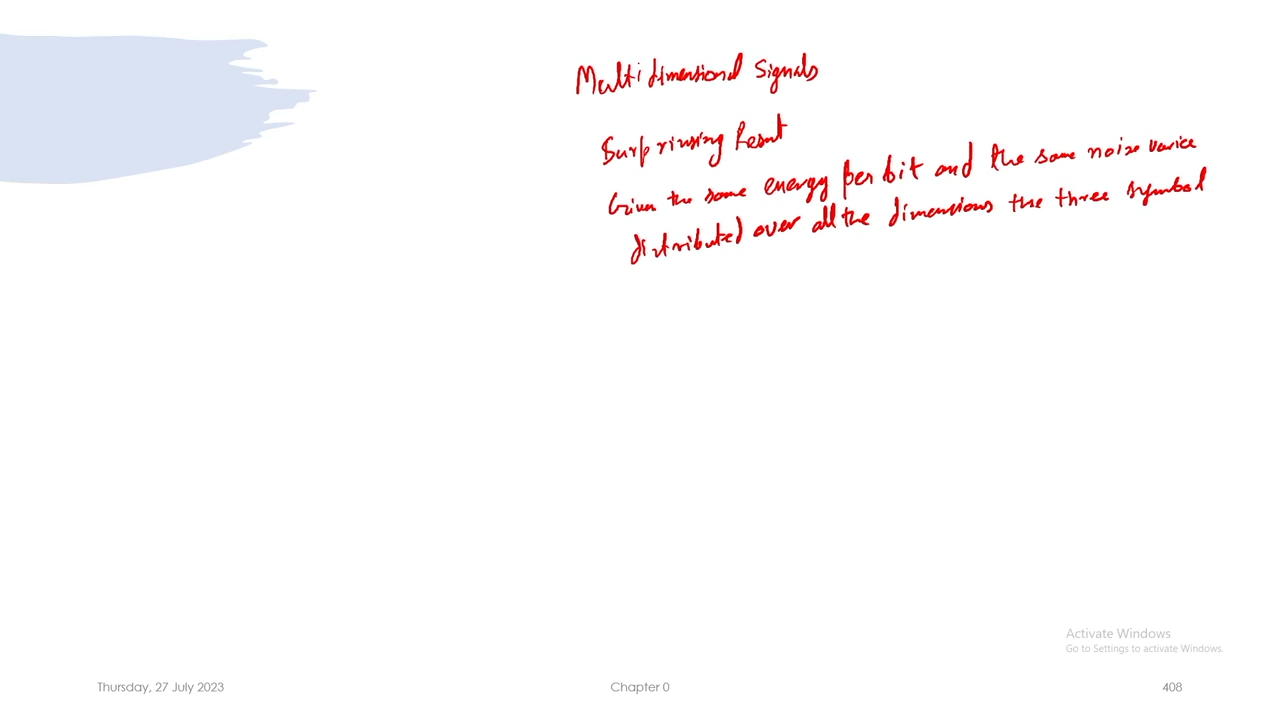 Multidimensional Signals
Surprising Result
Given the same energy per bit and the same noise varice
distributed over all the dimensions the three symbol
Activate Windows
Go to Settings to activate Windows.
Thursday, 27 July 2023
Chapter 0
408